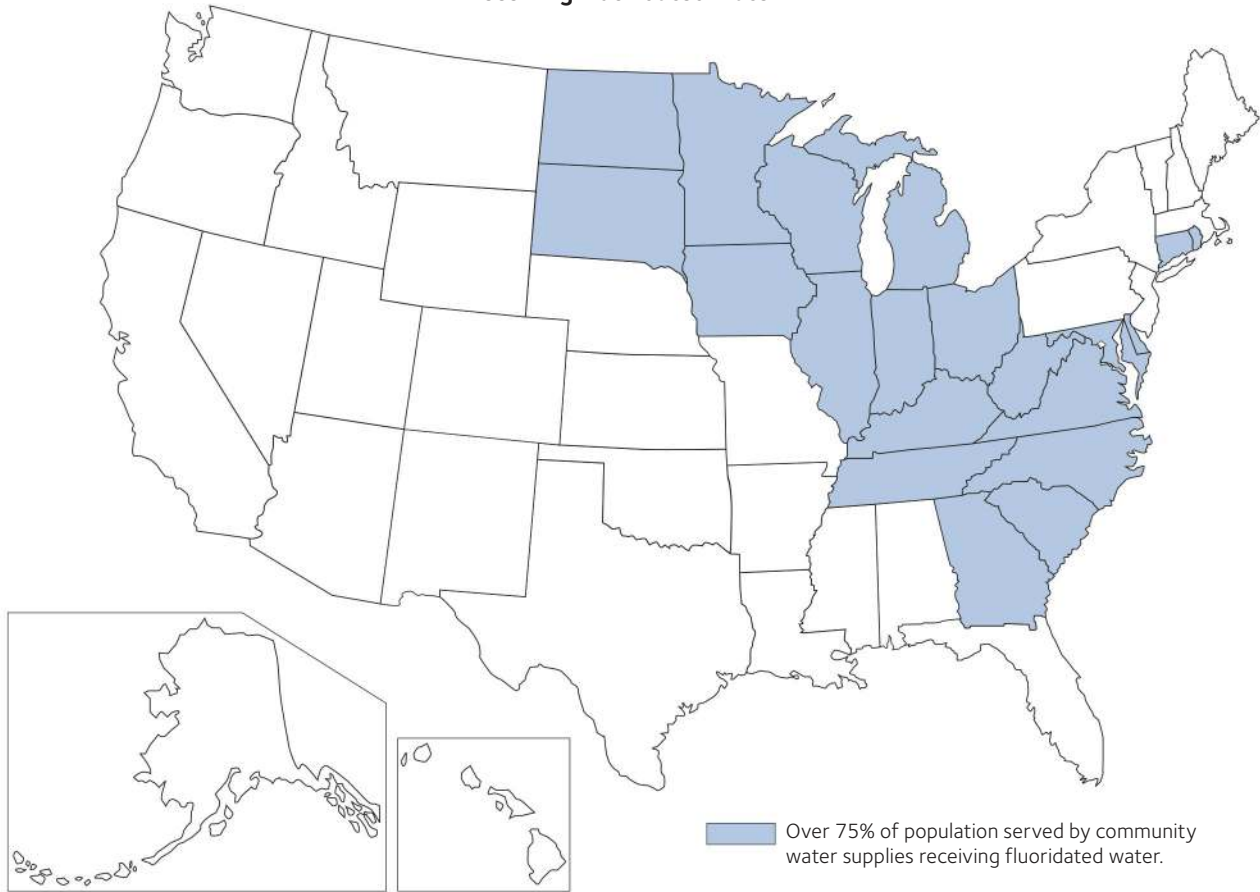 Over 75% of population served by community
water supplies receiving fluoridated water.